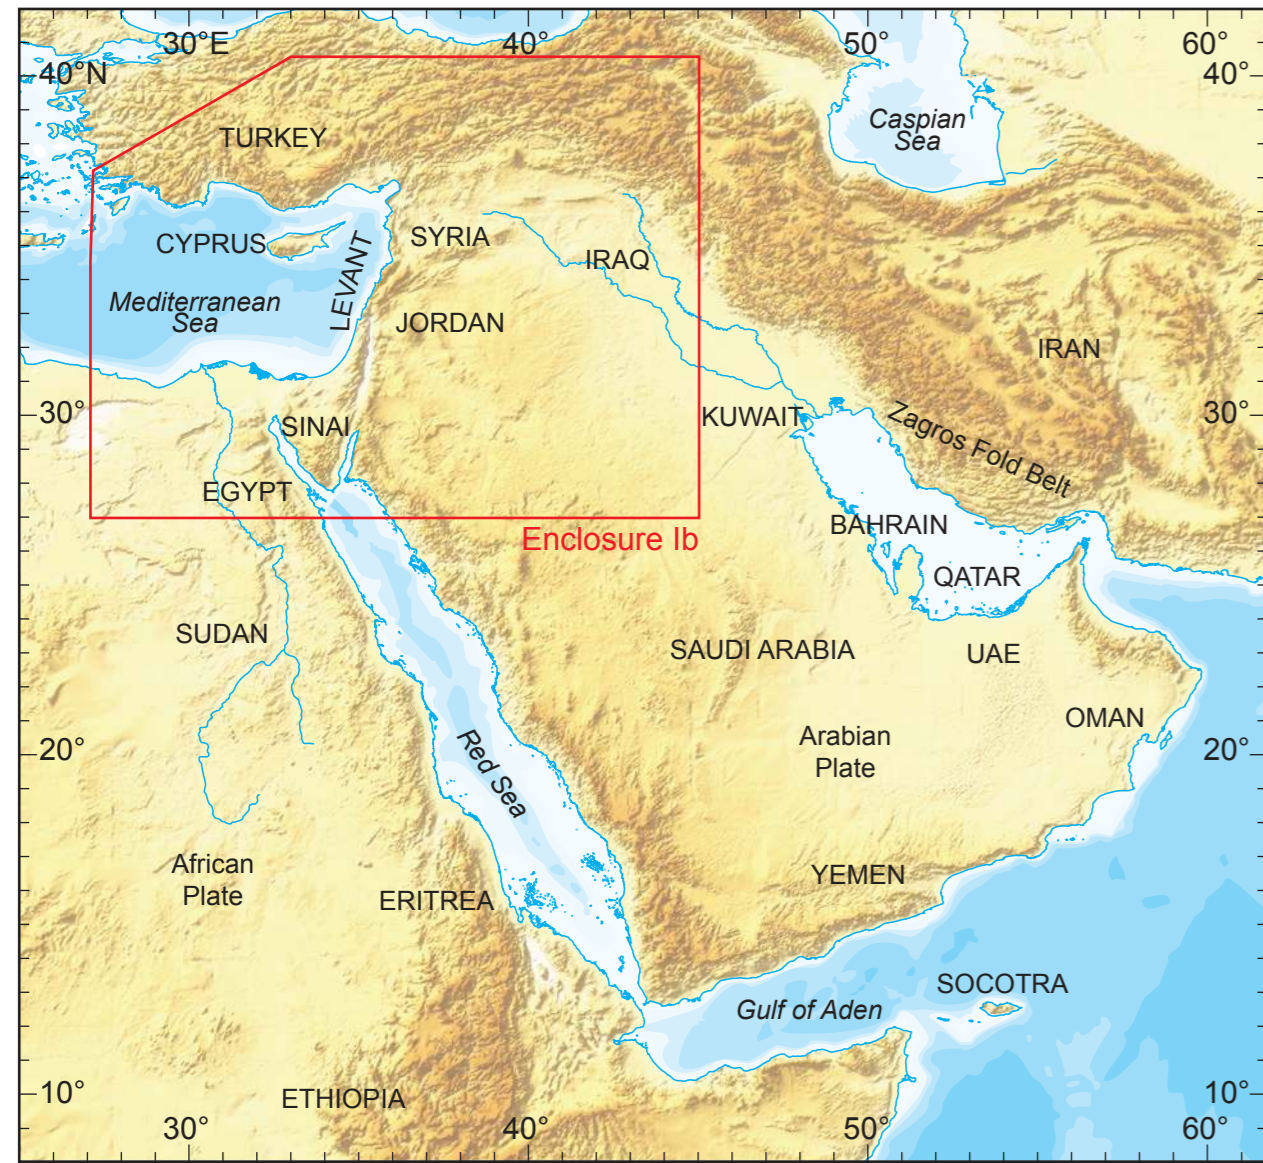 30°E
40°
50°
60°
40°N
40°
Caspian
Sea
TURKEY
CYPRUS
SYRIA
LEVANT
IRAQ
Mediterranean
Sea
JORDAN
IRAN
30°
SINAI
KUWAIT
30°
Zagros Fold Belt
EGYPT
BAHRAIN
Enclosure Ib
QATAR
SUDAN
SAUDI ARABIA
UAE
OMAN
Arabian
Plate
20°
20°
Red Sea
African
Plate
YEMEN
ERITREA
SOCOTRA
Gulf of Aden
10°
ETHIOPIA
10°
30°
40°
50°
60°